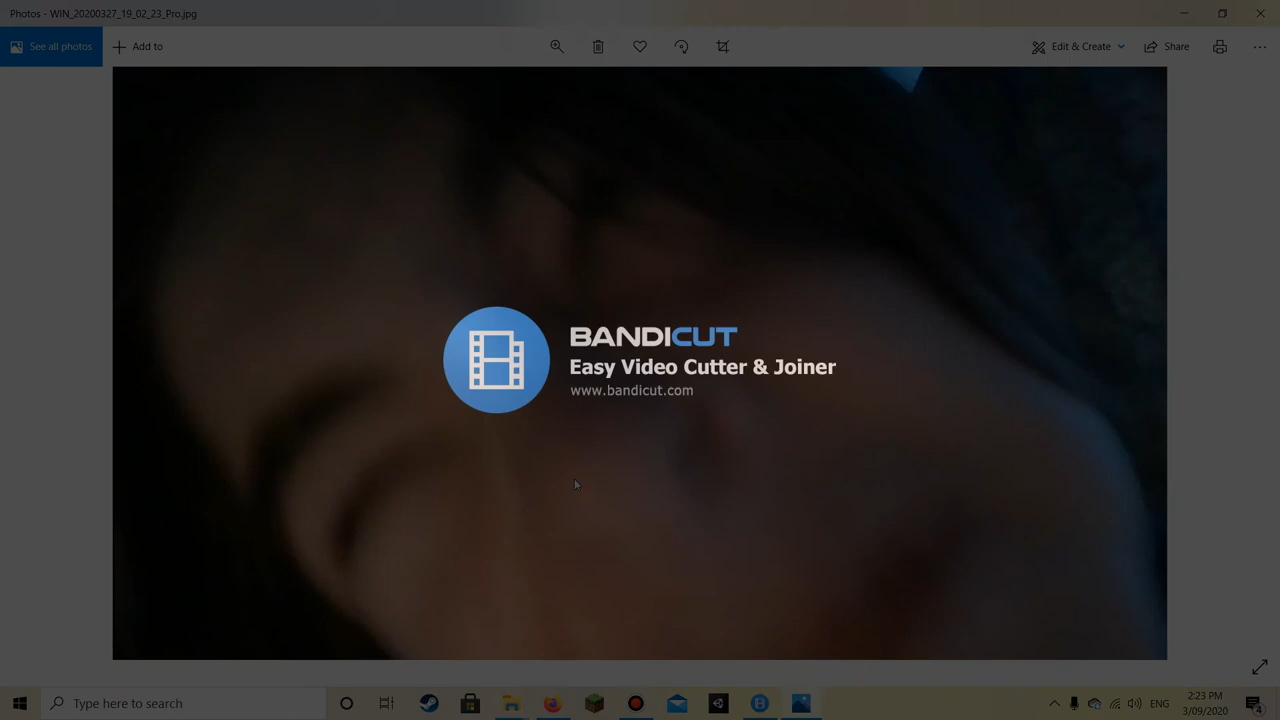 Photos - WIN_20200327_19_02_23_Pro.jpg
See all photos
Add to
Edit & Create
Share
BANDICUT
Easy Video Cutter & Joiner
www.bandicut.com
Type here to search
ENG
2:23 PM
3/09/2020
4